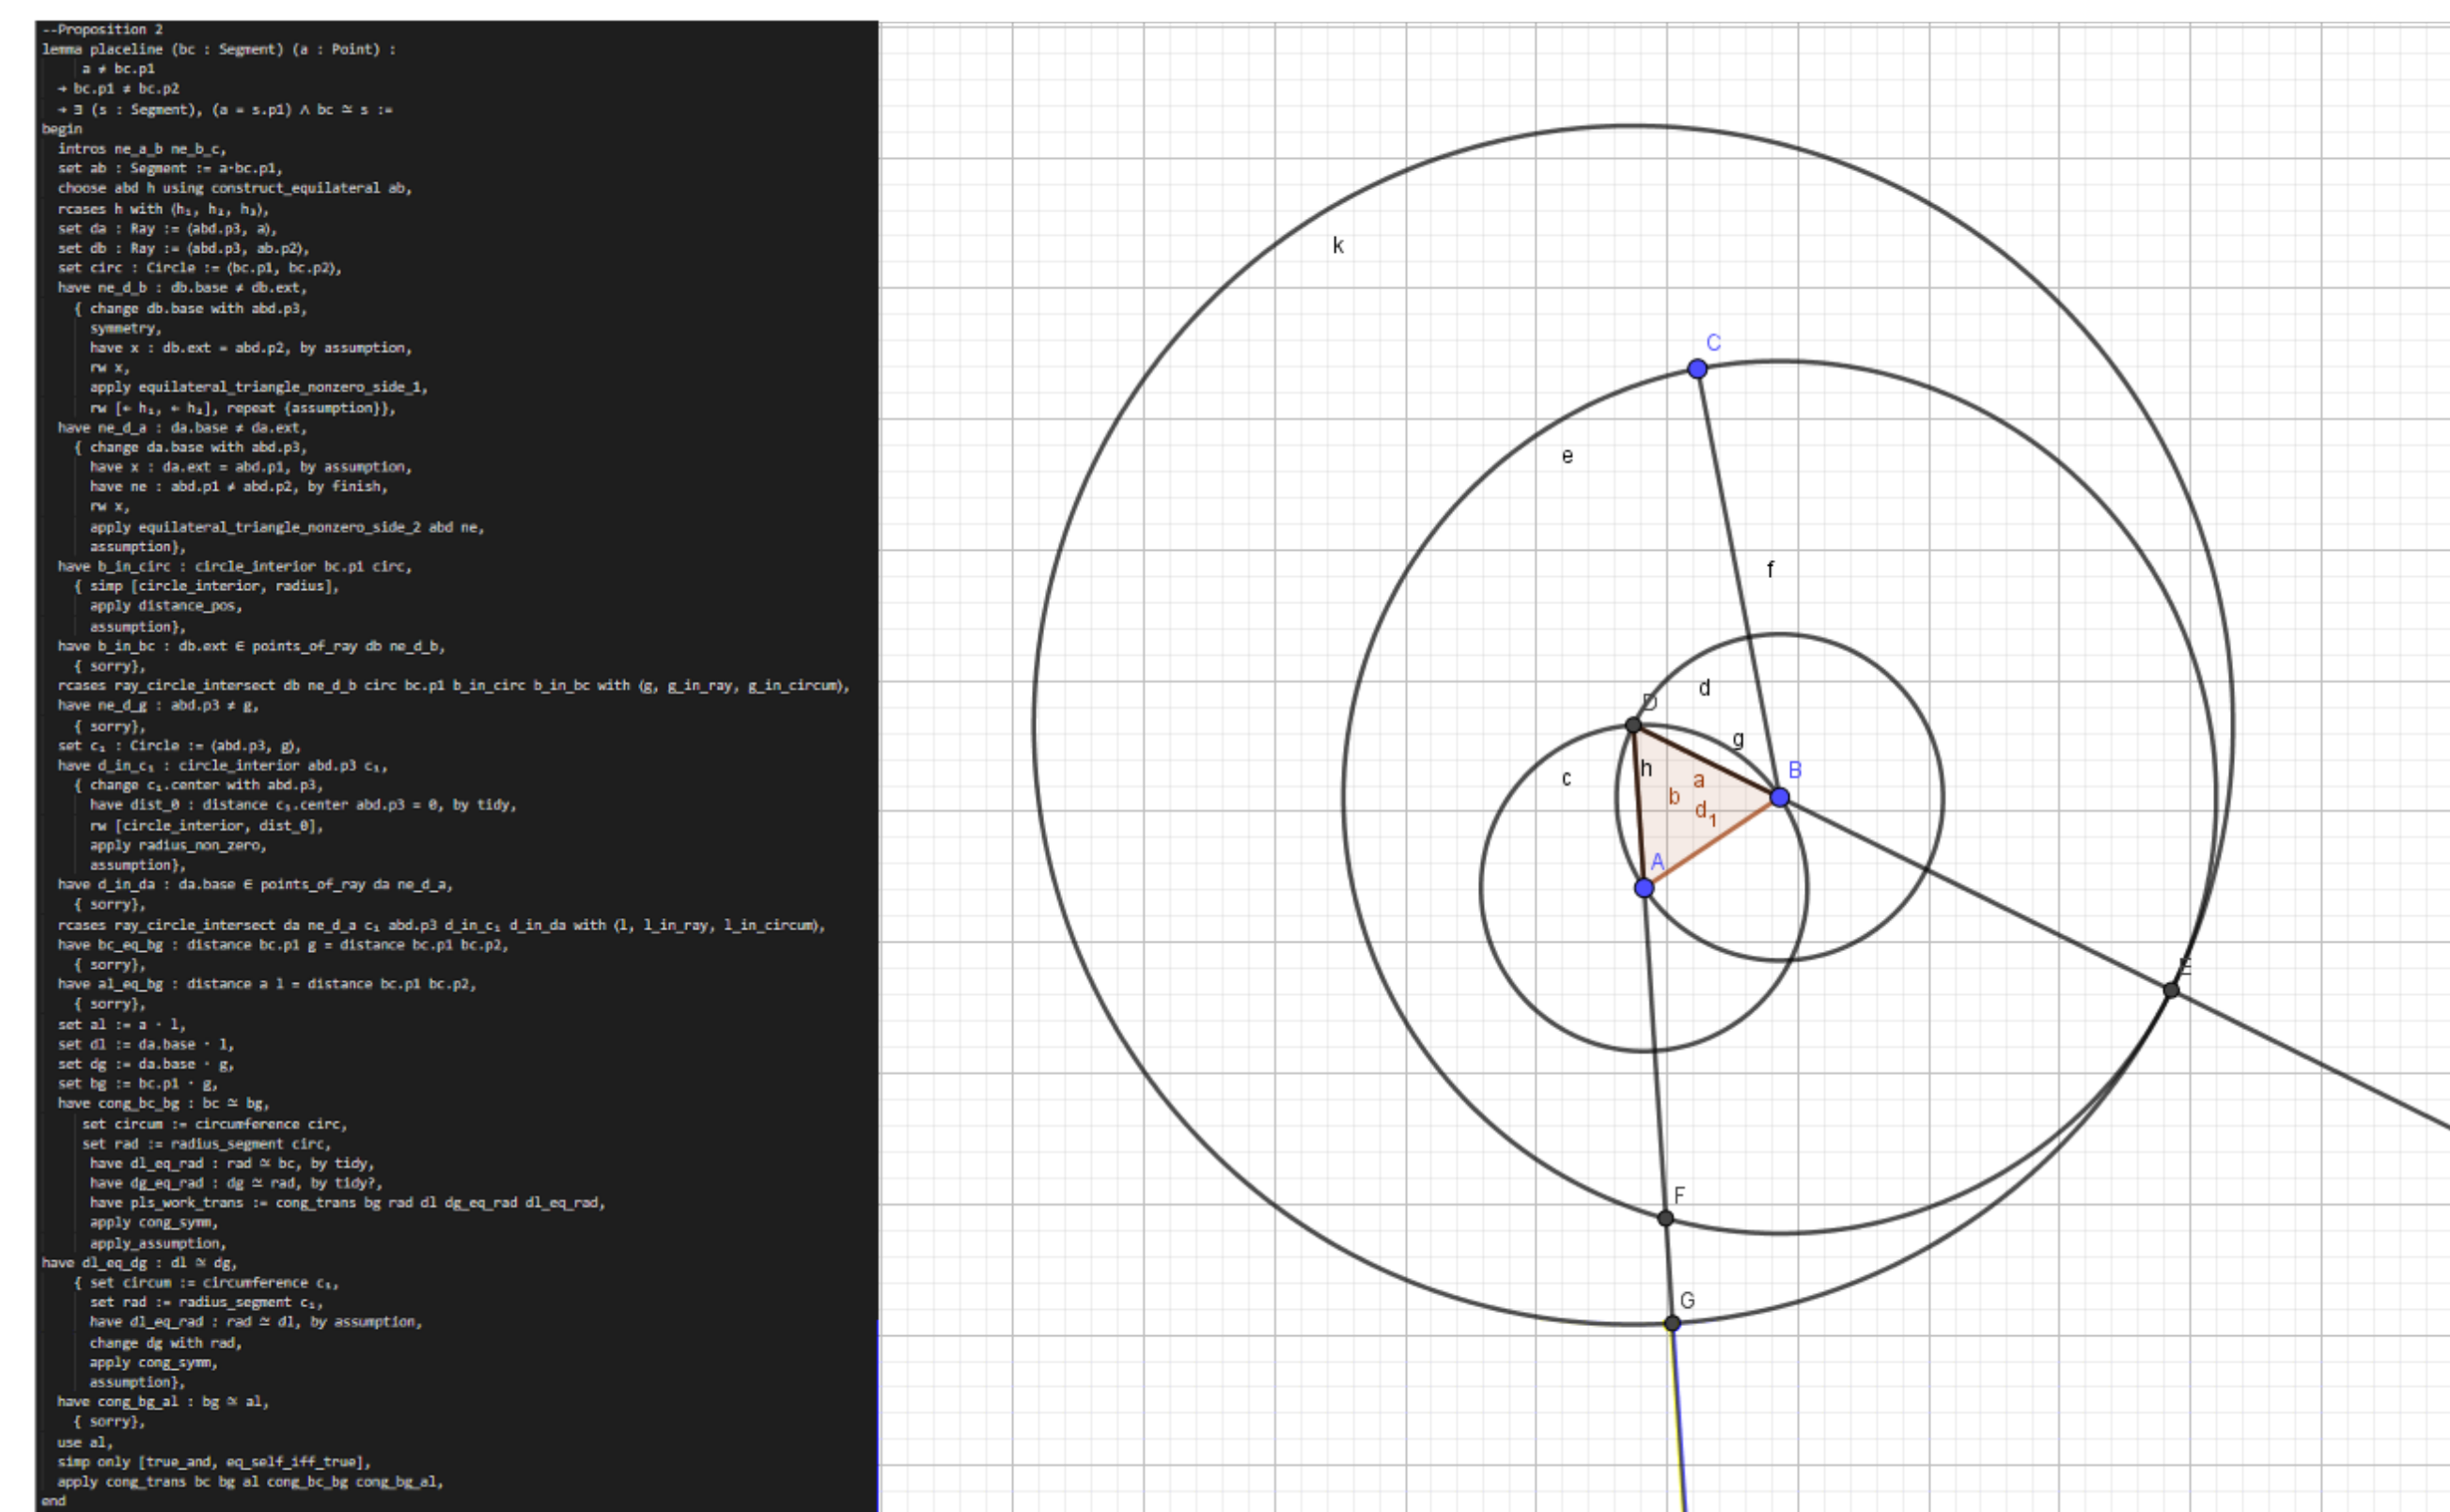 --Proposition 2
lemma placeline (bc : Segment) (a : Point) :
a ≠ bc.p1
→ bc.p1 ≠ bc.p2
→ ∃ (s : Segment), (a = s.p1) ∧ bc ≅ s :=
begin
intros ne_a_b ne_b_c,
set ab : Segment := a⬝bc.p1,
choose abd h using construct_equilateral ab,
rcases h with ⟨h₁, h₂, h₃⟩,
set da : Ray := ⟨abd.p3, a⟩,
set db : Ray := ⟨abd.p3, ab.p2⟩,
set circ : Circle := ⟨bc.p1, bc.p2⟩,
have ne_d_b : db.base ≠ db.ext,
{ change db.base with abd.p3,
symmetry,
have x : db.ext = abd.p2, by assumption,
rw x,
apply equilateral_triangle_nonzero_side_1,
rw [← h₁, ← h₂], repeat {assumption}},
have ne_d_a : da.base ≠ da.ext,
{ change da.base with abd.p3,
have x : da.ext = abd.p1, by assumption,
have ne : abd.p1 ≠ abd.p2, by finish,
rw x,
apply equilateral_triangle_nonzero_side_2 abd ne,
assumption},
have b_in_circ : circle_interior bc.p1 circ,
{ simp [circle_interior, radius],
apply distance_pos,
assumption},
have b_in_bc : db.ext ∈ points_of_ray db ne_d_b,
{ sorry},
rcases ray_circle_intersect db ne_d_b circ bc.p1 b_in_circ b_in_bc with ⟨g, g_in_ray, g_in_circum⟩,
have ne_d_g : abd.p3 ≠ g,
{ sorry},
set c₁ : Circle := ⟨abd.p3, g⟩,
have d_in_c₁ : circle_interior abd.p3 c₁,
{ change c₁.center with abd.p3,
have dist_0 : distance c₁.center abd.p3 = 0, by tidy,
rw [circle_interior, dist_0],
apply radius_non_zero,
assumption},
have d_in_da : da.base ∈ points_of_ray da ne_d_a,
{ sorry},
rcases ray_circle_intersect da ne_d_a c₁ abd.p3 d_in_c₁ d_in_da with ⟨l, l_in_ray, l_in_circum⟩,
have bc_eq_bg : distance bc.p1 g = distance bc.p1 bc.p2,
{ sorry},
have al_eq_bg : distance a l = distance bc.p1 bc.p2,
{ sorry},
set al := a ⬝ l,
set dl := da.base ⬝ l,
set dg := da.base ⬝ g,
set bg := bc.p1 ⬝ g,
have cong_bc_bg : bc ≅ bg,
set circum := circumference circ,
set rad := radius_segment circ,
have dl_eq_rad : rad ≅ bc, by tidy,
have dg_eq_rad : dg ≅ rad, by tidy?,
have pls_work_trans := cong_trans bg rad dl dg_eq_rad dl_eq_rad,
apply cong_symm,
apply_assumption,
have dl_eq_dg : dl ≅ dg,
{ set circum := circumference c₁,
set rad := radius_segment c₁,
have dl_eq_rad : rad ≅ dl, by assumption,
change dg with rad,
apply cong_symm,
assumption},
have cong_bg_al : bg ≅ al,
{ sorry},
use al,
simp only [true_and, eq_self_iff_true],
apply cong_trans bc bg al cong_bc_bg cong_bg_al,
end
k
C
e
f
d
D
g
B
h
c
a
b
d₁
A
E
F
G